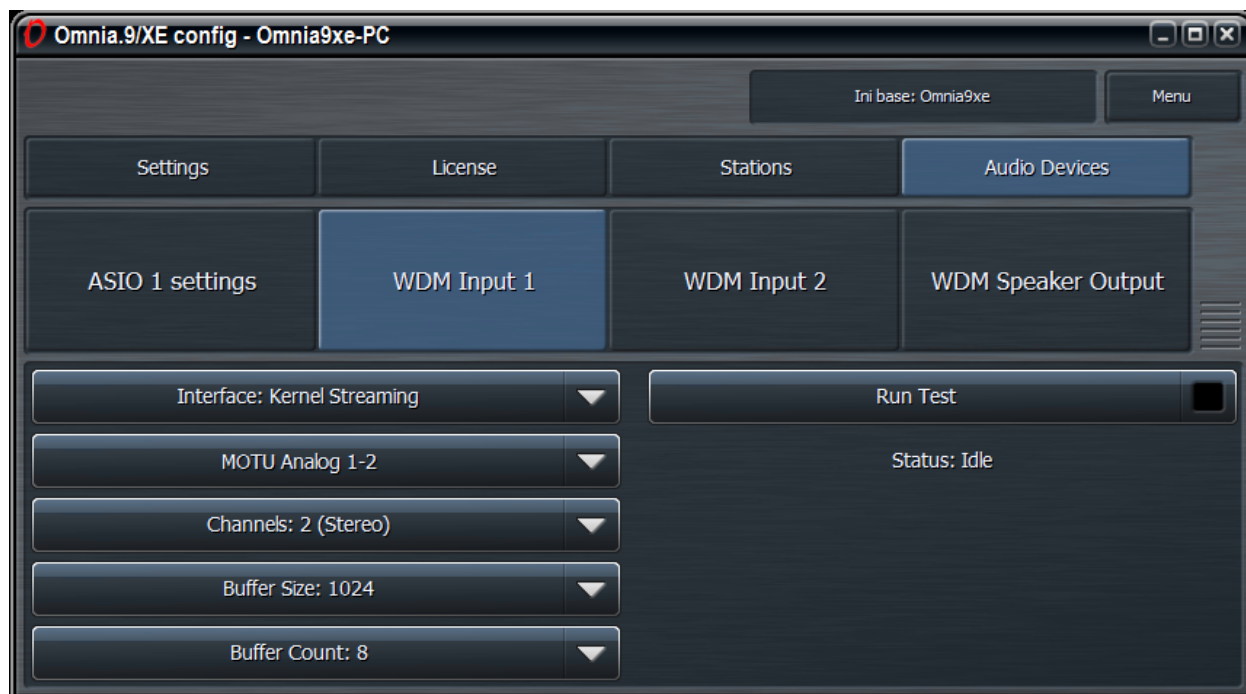 Omnia.9/XE config - Omnia9xe-PC
Ini base: Omnia9xe
Menu
Settings
License
Stations
Audio Devices
ASIO 1 settings
WDM Input 1
WDM Input 2
WDM Speaker Output
Interface: Kernel Streaming
Run Test
MOTU Analog 1-2
Status: Idle
Channels: 2 (Stereo)
Buffer Size: 1024
Buffer Count: 8